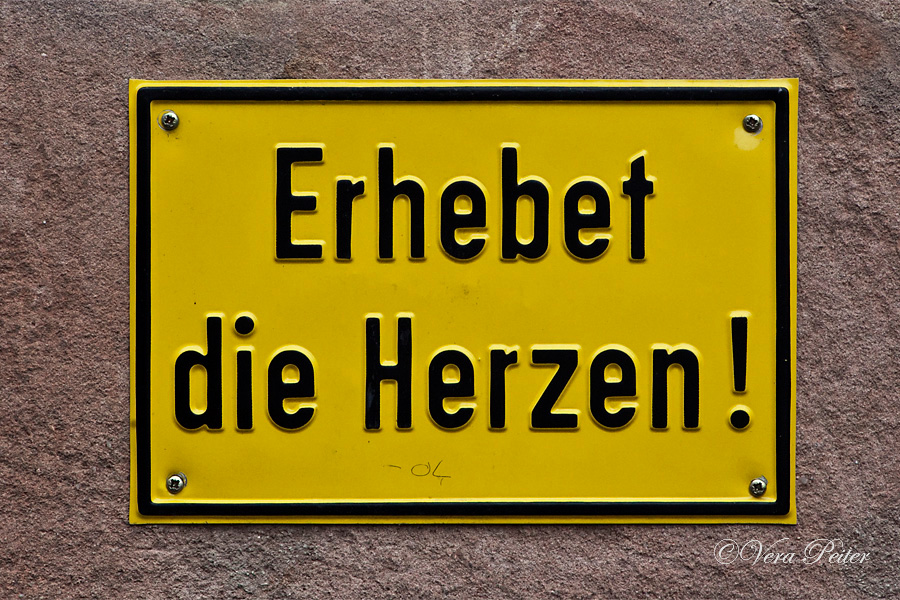 Erhebet
die Herzen!
- 04
©Vera Peiter